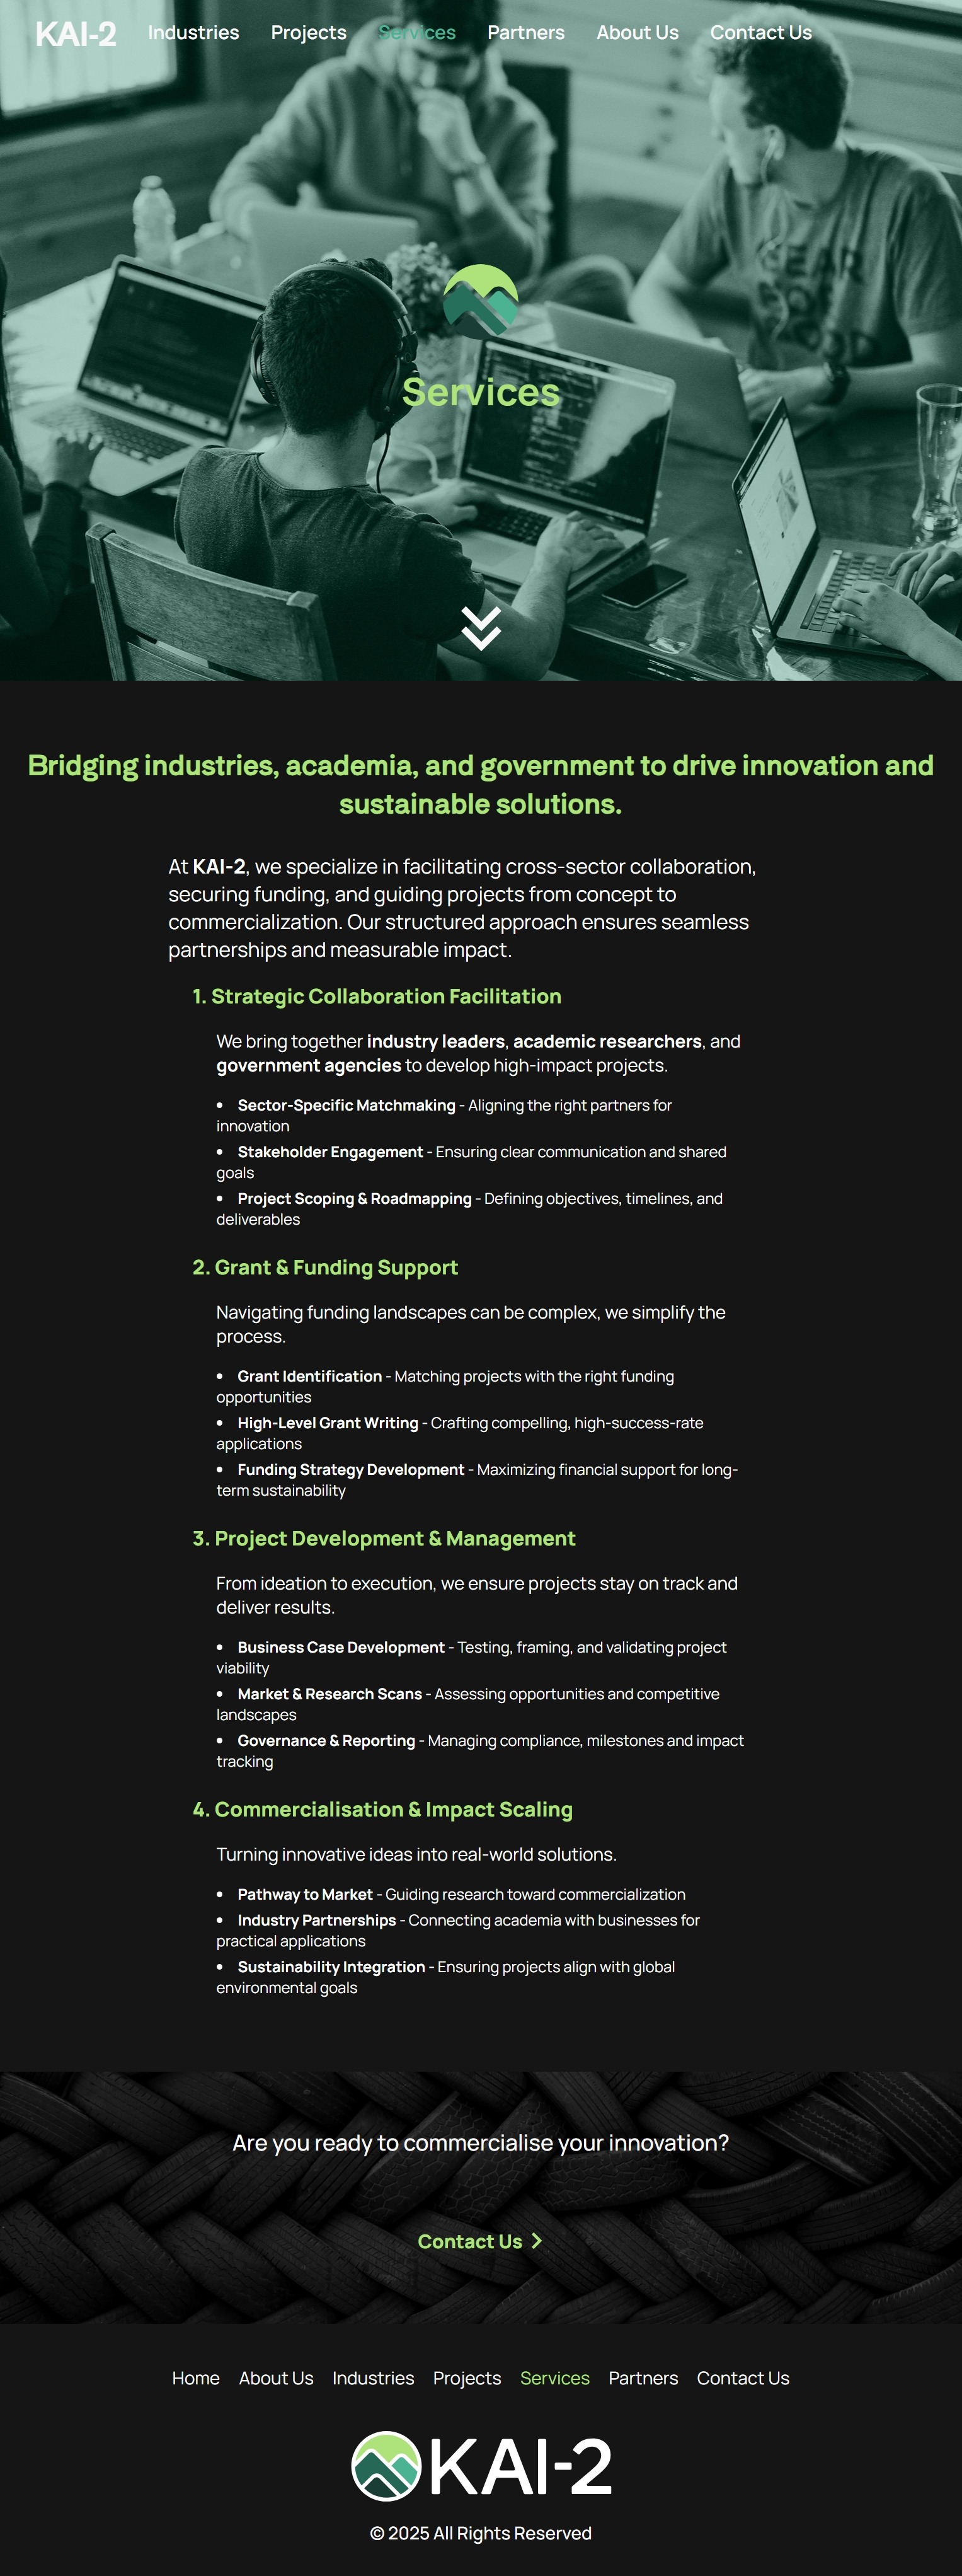 KAI-2 Industries Projects Services Partners About Us Contact Us
Services
Bridging industries, academia, and government to drive innovation and
sustainable solutions.
At KAI-2, we specialize in facilitating cross-sector collaboration,
securing funding, and guiding projects from concept to
commercialization. Our structured approach ensures seamless
partnerships and measurable impact.
1. Strategic Collaboration Facilitation
We bring together industry leaders, academic researchers, and
government agencies to develop high-impact projects.
• Sector-Specific Matchmaking - Aligning the right partners for
innovation
• Stakeholder Engagement - Ensuring clear communication and shared
goals
• Project Scoping & Roadmapping - Defining objectives, timelines, and
deliverables
2. Grant & Funding Support
Navigating funding landscapes can be complex, we simplify the
process.
• Grant Identification - Matching projects with the right funding
opportunities
• High-Level Grant Writing - Crafting compelling, high-success-rate
applications
• Funding Strategy Development - Maximizing financial support for long-
term sustainability
3. Project Development & Management
From ideation to execution, we ensure projects stay on track and
deliver results.
• Business Case Development - Testing, framing, and validating project
viability
• Market & Research Scans - Assessing opportunities and competitive
landscapes
• Governance & Reporting - Managing compliance, milestones and impact
tracking
4. Commercialisation & Impact Scaling
Turning innovative ideas into real-world solutions.
• Pathway to Market - Guiding research toward commercialization
• Industry Partnerships - Connecting academia with businesses for
practical applications
• Sustainability Integration - Ensuring projects align with global
environmental goals
Are you ready to commercialise your innovation?
Contact Us
Home About Us Industries Projects Services Partners Contact Us
KAI-2
© 2025 All Rights Reserved